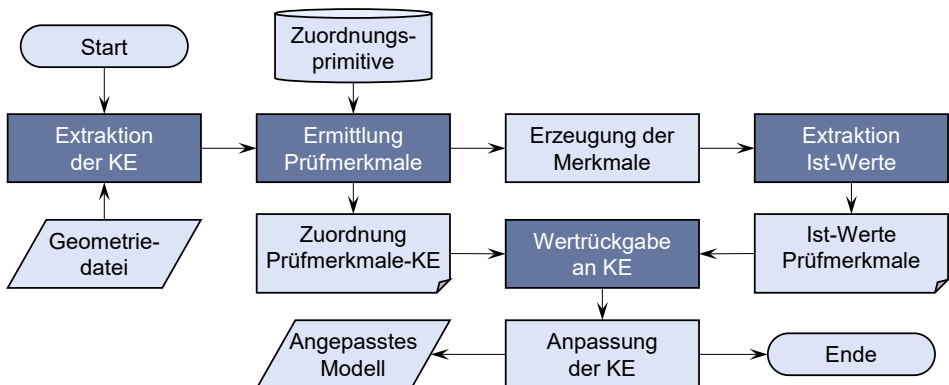 Start
Zuordnungs-
primitive
Extraktion
der KE
Ermittlung
Prüfmerkmale
Erzeugung der
Merkmale
Extraktion
Ist-Werte
Geometrie-
datei
Zuordnung
Prüfmerkmale-KE
Wertrückgabe
an KE
Ist-Werte
Prüfmerkmale
Angepasstes
Modell
Anpassung
der KE
Ende